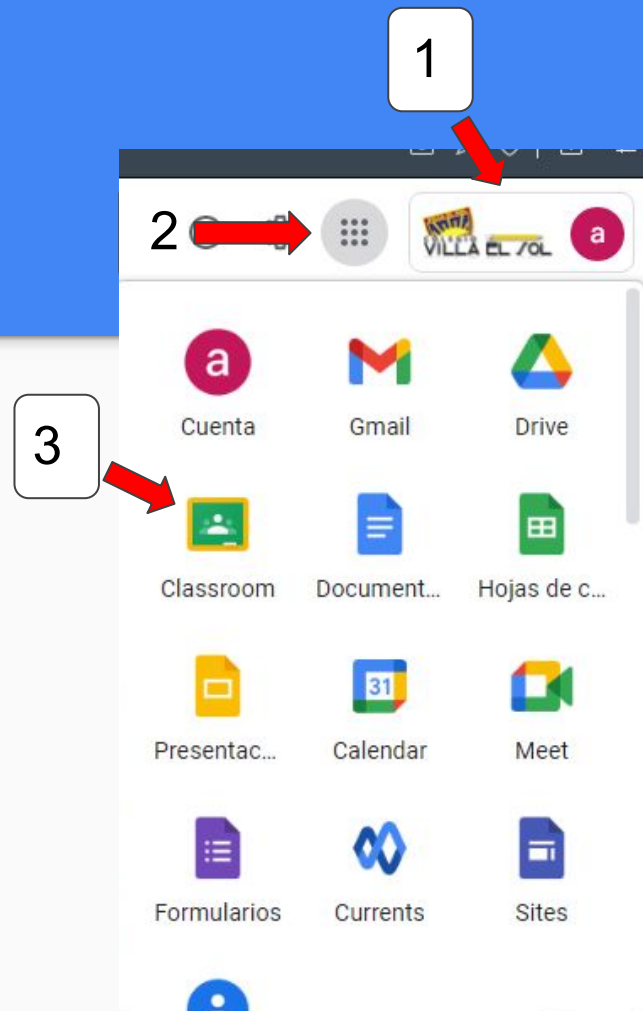 1
2
VILLA EL SOL a
a
Cuenta Gmail Drive
3
Classroom Document... Hojas de c...
31
Presentac... Calendar Meet
Formularios Currents Sites